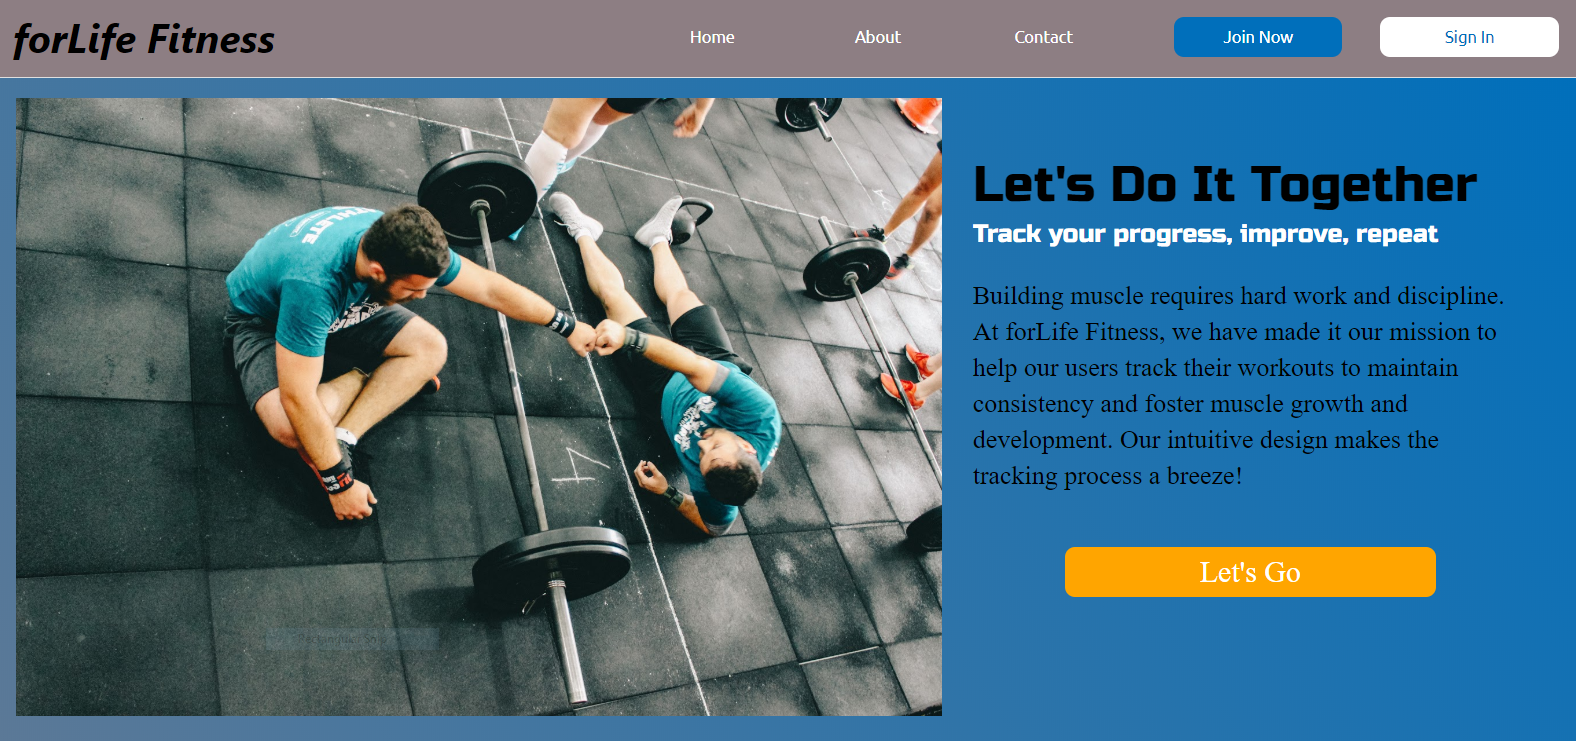 forLife Fitness
Home
About
Contact
Join Now
Sign In
Let's Do It Together
Track your progress, improve, repeat
Building muscle requires hard work and discipline.
At forLife Fitness, we have made it our mission to
help our users track their workouts to maintain
consistency and foster muscle growth and
development. Our intuitive design makes the
tracking process a breeze!
Let's Go
Rectangular Snip